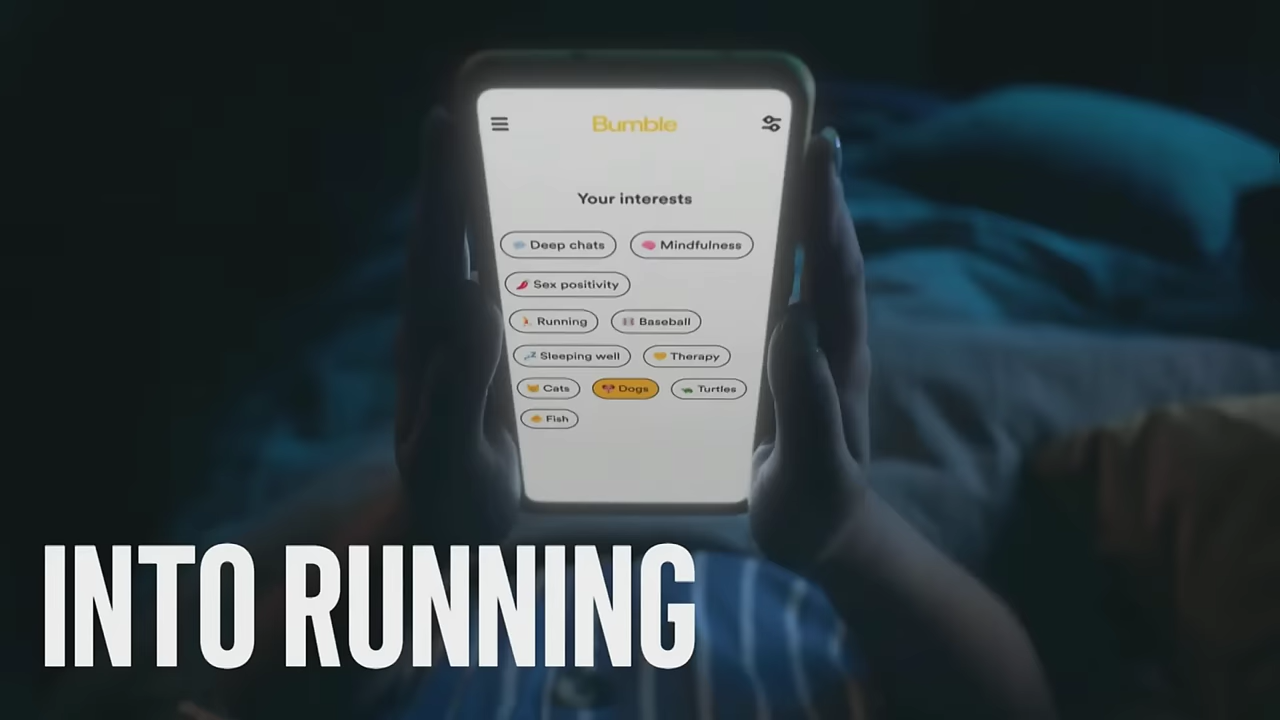 Bumble
Your interests
Deep chats Mindfulness
Sex positivity
Running Baseball
Sleeping well Therapy
Cats Dogs Turtles
Fish
INTO RUNNING